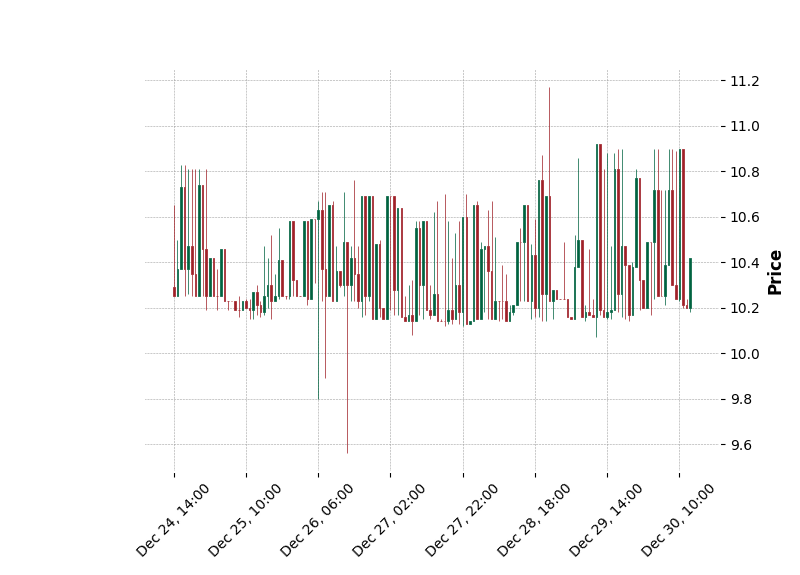 11.2
11.0
10.8
10.6
10.4
10.2
10.0
9.8
9.6
Price
Dec 24, 14:00
Dec 25, 10:00
Dec 26, 06:00
Dec 27, 02:00
Dec 27, 22:00
Dec 28, 18:00
Dec 29, 14:00
Dec 30, 10:00